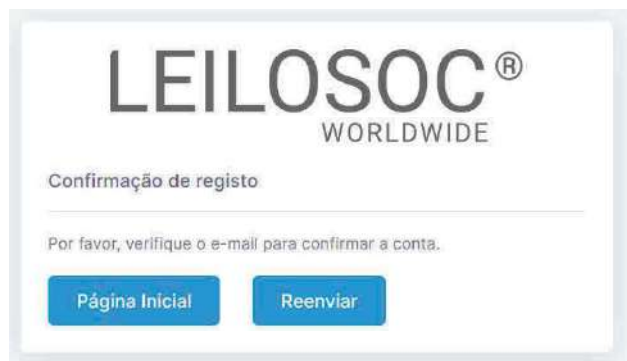 LEILOSOC®
WORLDWIDE
Confirmação de registo
Por favor, verifique o e-mail para confirmar a conta.
Página Inicial
Reenviar